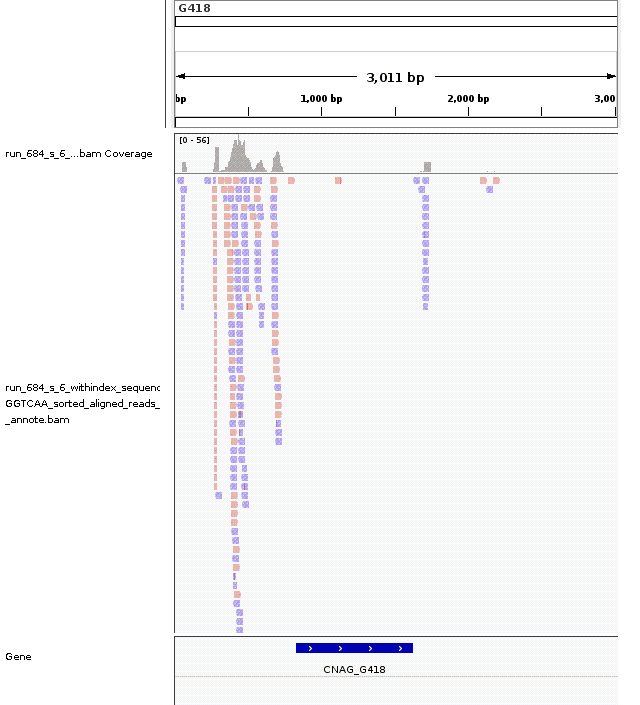 G418
3,011 bp
bp 1,000 bp 2,000 bp 3,00
[0 - 56]
run_684_s_6_...bam Coverage
run_684_s_6_withindex_sequenc
GGTCAA_sorted_aligned_reads_
_annote.bam
Gene
CNAG_G418